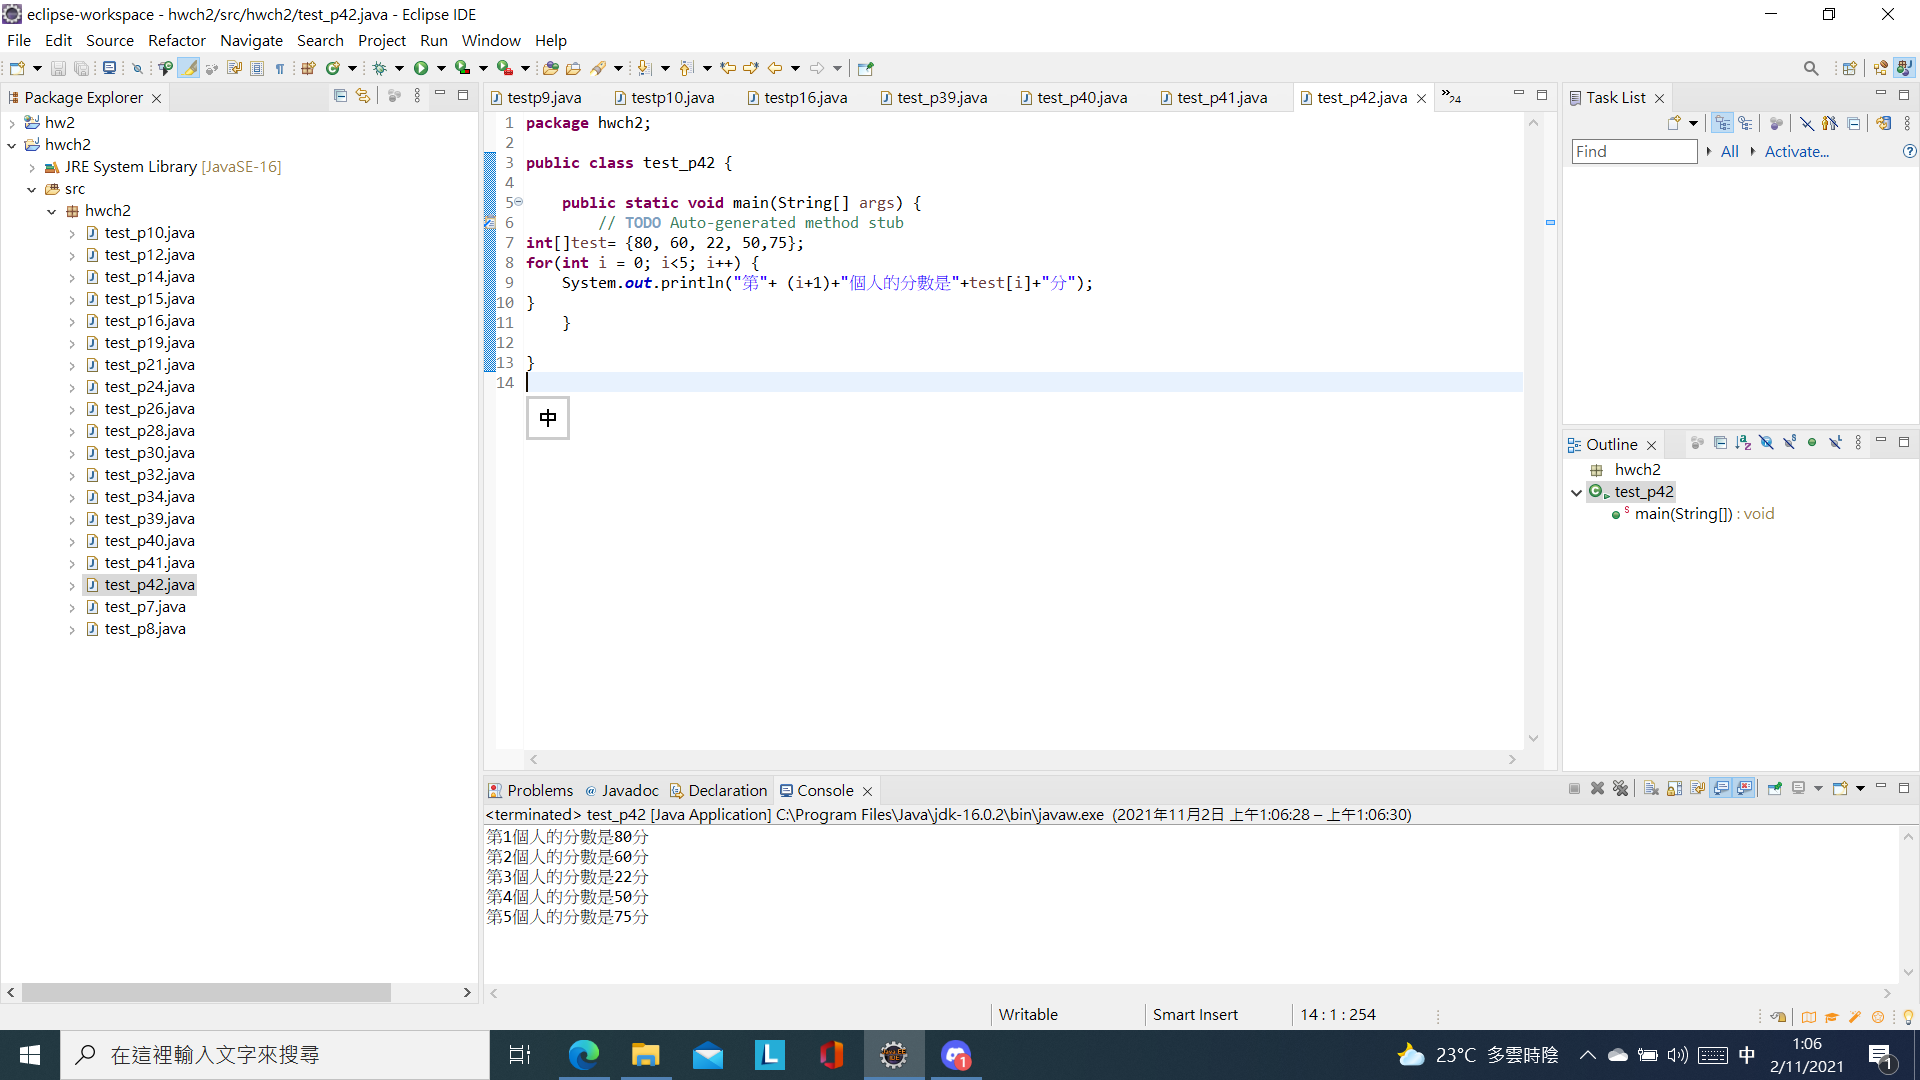 eclipse-workspace - hwch2/src/hwch2/test_p42.java - Eclipse IDE
File Edit Source Refactor Navigate Search Project Run Window Help
Package Explorer
hw2
hwch2
JRE System Library [JavaSE-16]
src
hwch2
test_p10.java
test_p12.java
test_p14.java
test_p15.java
test_p16.java
test_p19.java
test_p21.java
test_p24.java
test_p26.java
test_p28.java
test_p30.java
test_p32.java
test_p34.java
test_p39.java
test_p40.java
test_p41.java
test_p42.java
test_p7.java
test_p8.java
testp9.java testp10.java testp16.java test_p39.java test_p40.java test_p41.java test_p42.java »24
1 package hwch2;
2
3 public class test_p42 {
4
5 public static void main(String[] args) {
6 // TODO Auto-generated method stub
7 int[]test= {80, 60, 22, 50,75};
8 for(int i = 0; i<5; i++) {
9 System.out.println("第"+ (i+1)+"個人的分數是"+test[i]+"分");
10 }
11 }
12
13 }
14
中
Task List
Find All Activate...
Outline
hwch2
test_p42
main(String[]) : void
Problems @ Javadoc Declaration Console
<terminated> test_p42 [Java Application] C:\Program Files\Java\jdk-16.0.2\bin\javaw.exe (2021年11月2日 上午1:06:28 – 上午1:06:30)
第1個人的分數是80分
第2個人的分數是60分
第3個人的分數是22分
第4個人的分數是50分
第5個人的分數是75分
Writable Smart Insert 14 : 1 : 254
在這裡輸入文字來搜尋
L
1
23°C 多雲時陰
中
1:06
2/11/2021
1